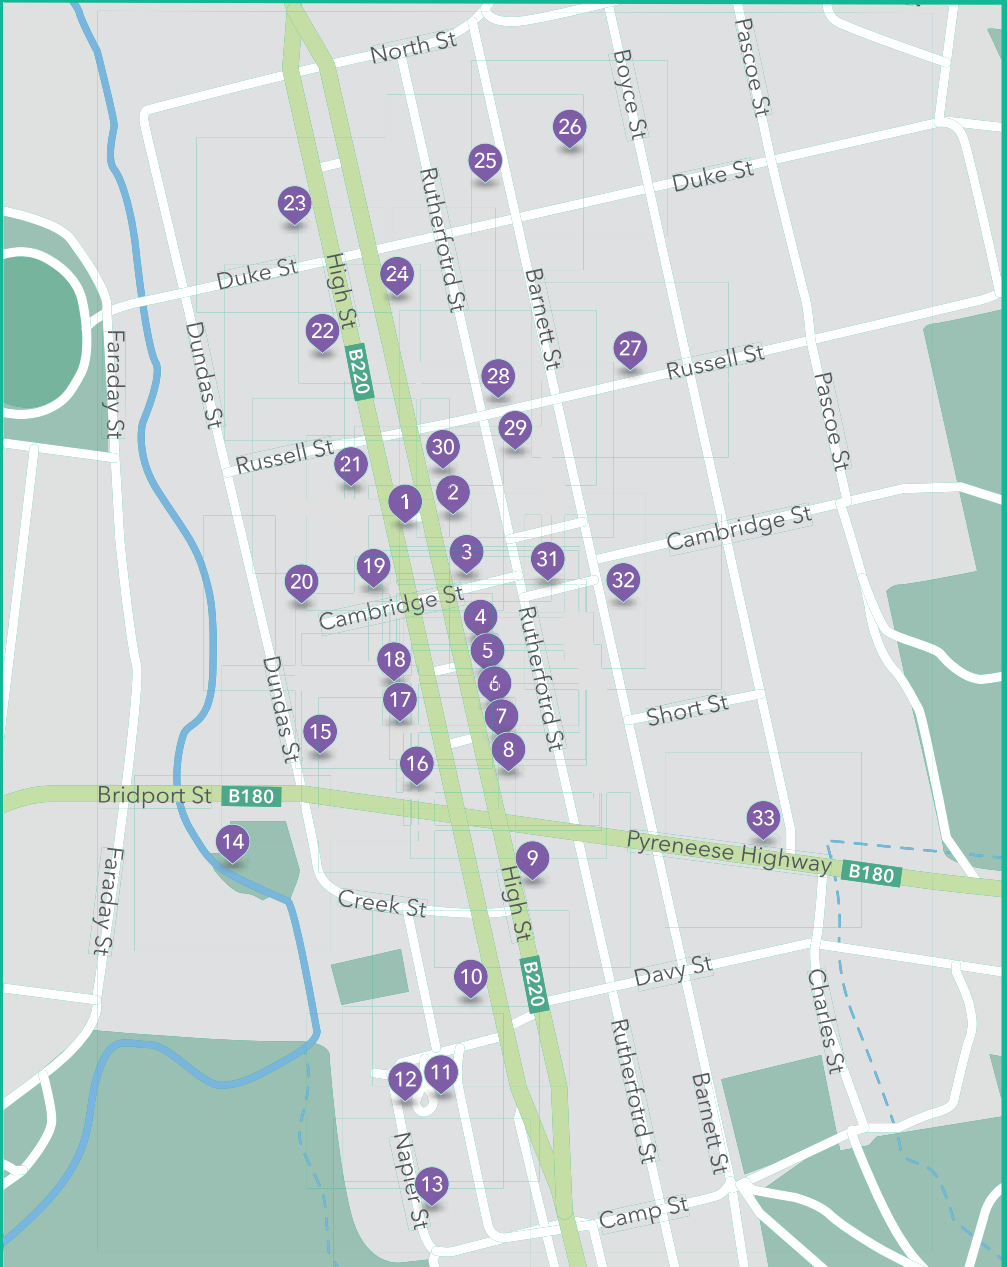 North St
Boyce St
Pascoe St
26
25
Duke St
Rutherfotrd St
23
High St
Duke St
24
Barnett St
22
Dundas St
Faraday St
B220
27
Russell St
28
Pascoe St
29
30
Russell St
21
2
1
Cambridge St
3
31
19
32
20
Cambridge St
4
Rutherfotrd St
5
18
Dundas St
6
17
Short St
7
15
8
16
Bridport St
B180
33
14
Pyreneese Highway
9
B180
Faraday St
High St
Creek St
10
Davy St
B220
Charles St
Rutherfotrd St
12
11
Barnett St
Napier St
13
Camp St